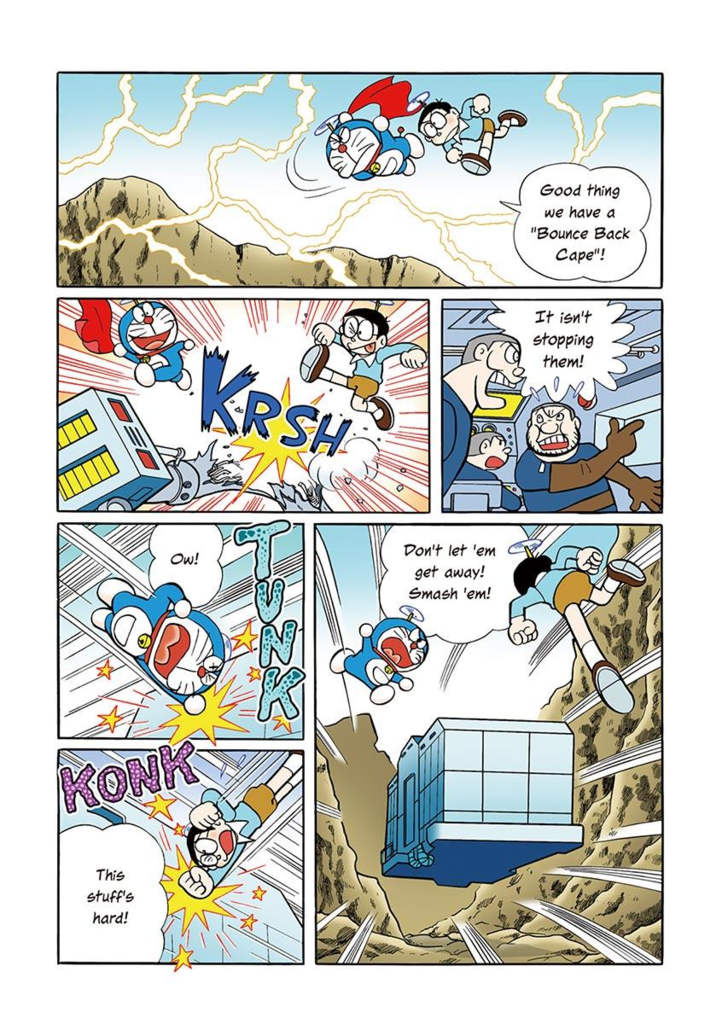 Good thing
we have a
"Bounce Back
Cape"!
KRSH
It isn't
stopping
them!
Ow!
TUNK
Don't let 'em
get away!
Smash 'em!
KONK
This
stuff's
hard!